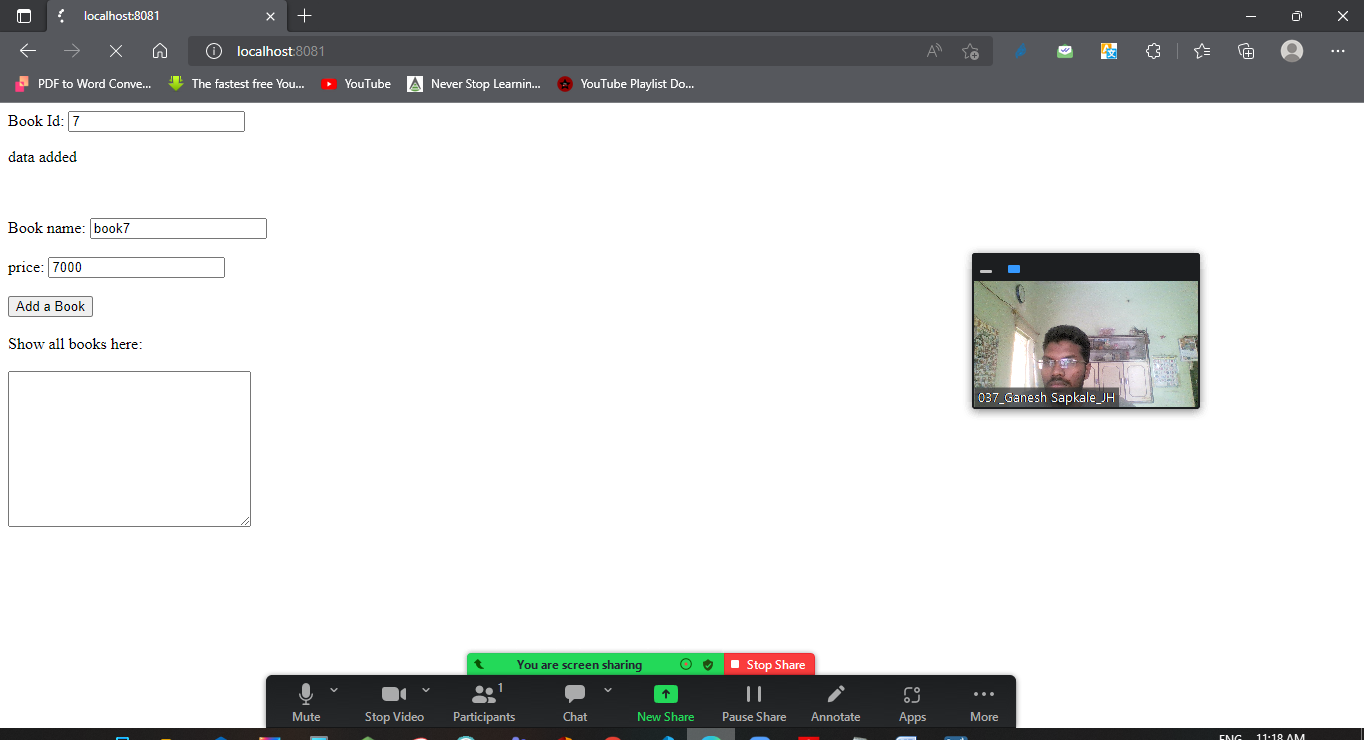 localhost:8081
localhost:8081
PDF to Word Conve...
The fastest free You...
YouTube
Never Stop Learnin...
YouTube Playlist Do...
Book Id: 7
data added
Book name: book7
price: 7000
Add a Book
Show all books here:
037_Ganesh Sapkale_JH
You are screen sharing
Stop Share
Mute
Stop Video
Participants
1
Chat
New Share
Pause Share
Annotate
Apps
More
ENG
11:18 AM